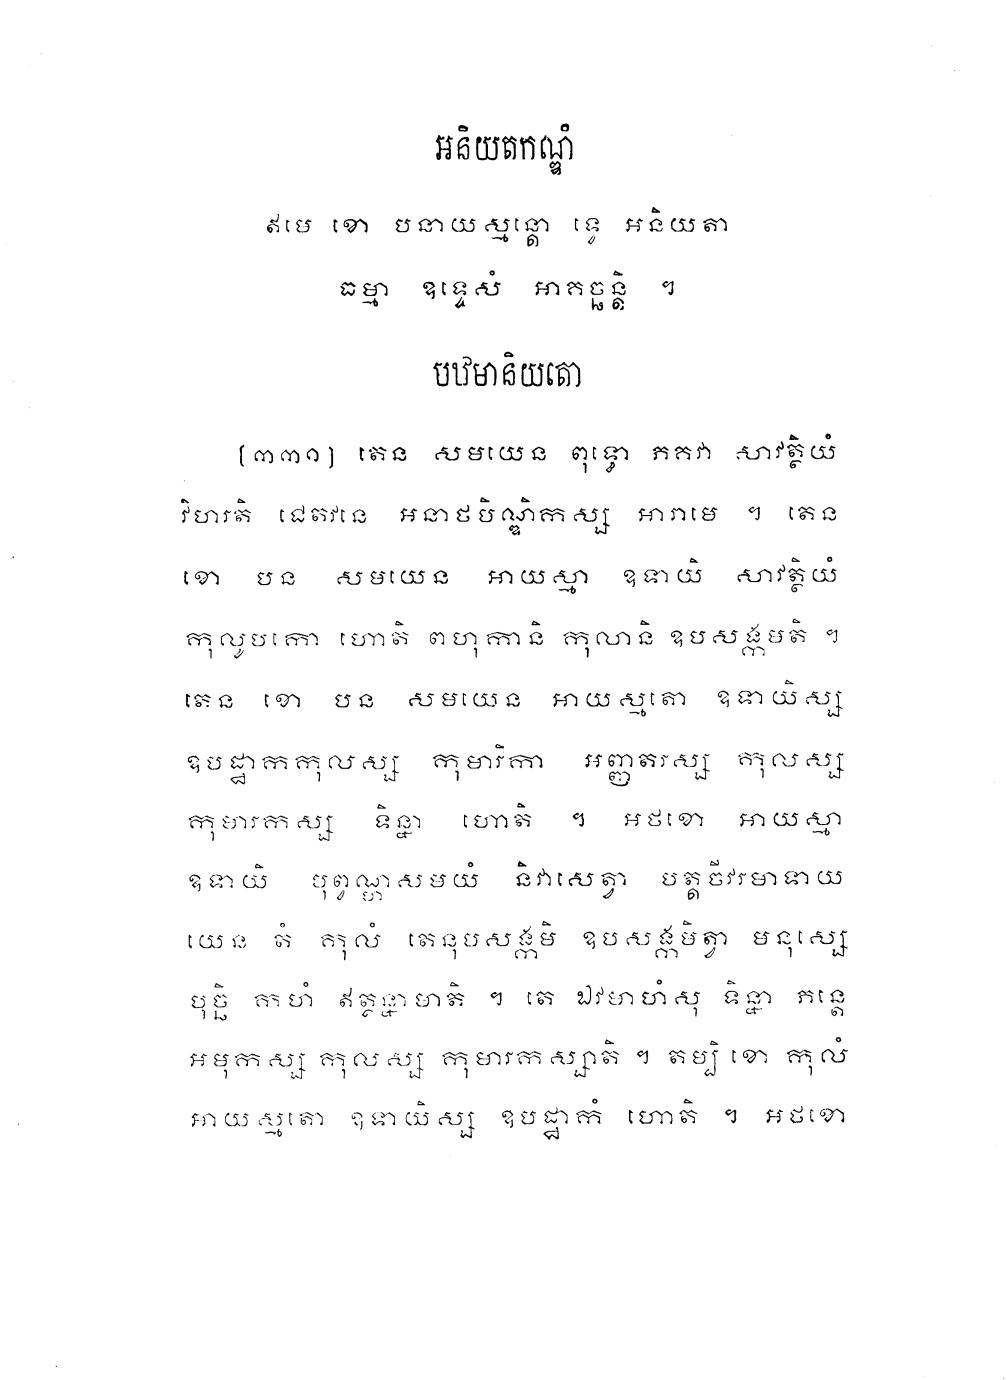 អនិយតកណ្ឌំ
ឥមេ ខោ បនាយស្មន្តោ ទ្វេ អនិយតា
ធម្មា ឧទ្ទេសំ អាគច្ឆន្តិ ។
បឋមានិយតោ
[៣៣១] តេន សមយេន ពុទ្ធោ ភគវា សាវត្ថិយំ
វិហរតិ ជេតវនេ អនាថបិណ្ឌិកស្ស អារាមេ ។ តេន
ខោ បន សមយេន អាយស្មា ឧទាយិ សាវត្ថិយំ
កុលូបកោ ហោតិ ពហុកានិ កុលានិ ឧបសង្កមតិ ។
តេន ខោ បន សមយេន អាយស្មតោ ឧទាយិស្ស
ឧបដ្ឋាកកុលស្ស កុមារិកា អញ្ញតរស្ស កុលស្ស
កុមារកស្ស ទិន្នា ហោតិ ។ អថខោ អាយស្មា
ឧទាយិ បុព្វណ្ហសមយំ និវាសេត្វា បត្តចីវរមាទាយ
យេន តំ កុលំ តេនុបសង្កមិ ឧបសង្កមិត្វា មនុស្សេ
បុច្ឆិ កហំ ឥត្ថន្នាមាតិ ។ តេ ឯវមាហំសុ ទិន្នា ភន្តេ
អមុកស្ស កុលស្ស កុមារកស្សាតិ ។ តម្បិ ខោ កុលំ
អាយស្មតោ ឧទាយិស្ស ឧបដ្ឋាកំ ហោតិ ។ អថខោ